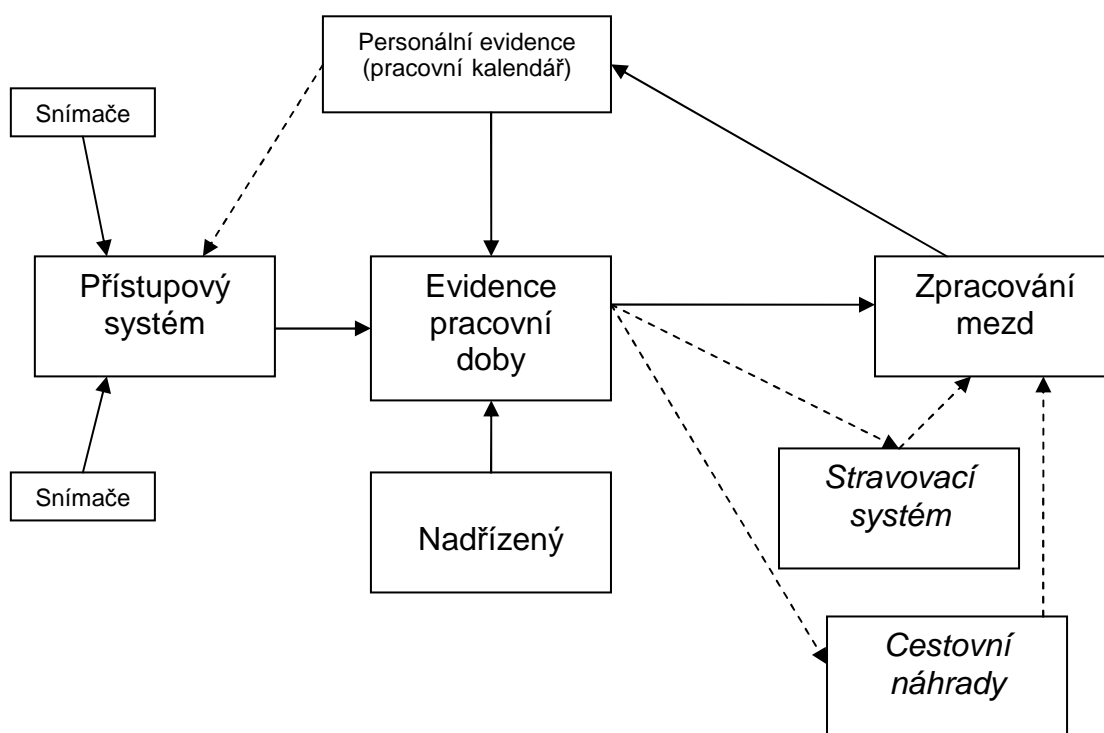 Personální evidence
(pracovní kalendář)
Snímače
Přístupový
systém
Evidence
pracovní
doby
Zpracování
mezd
Snímače
Nadřízený
Stravovací
systém
Cestovní
náhrady